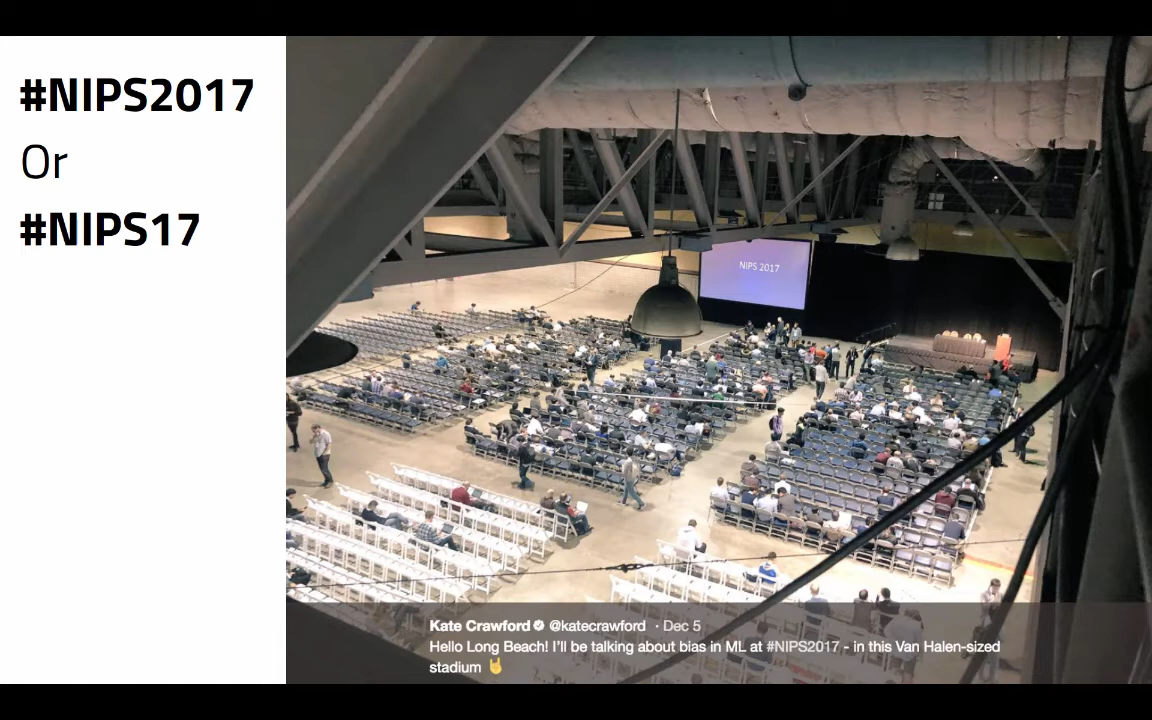 #NIPS2017
Or
#NIPS17
NIPS 2017
Kate Crawford @katecrawford · Dec 5
Hello Long Beach! I'll be talking about bias in ML at #NIPS2017 - in this Van Halen-sized
stadium 🤘